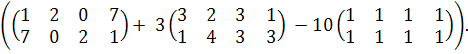 ((1 2 0 7
7 0 2 1) + 3(3 2 3 1
1 4 3 3) − 10(1 1 1 1
1 1 1 1)).